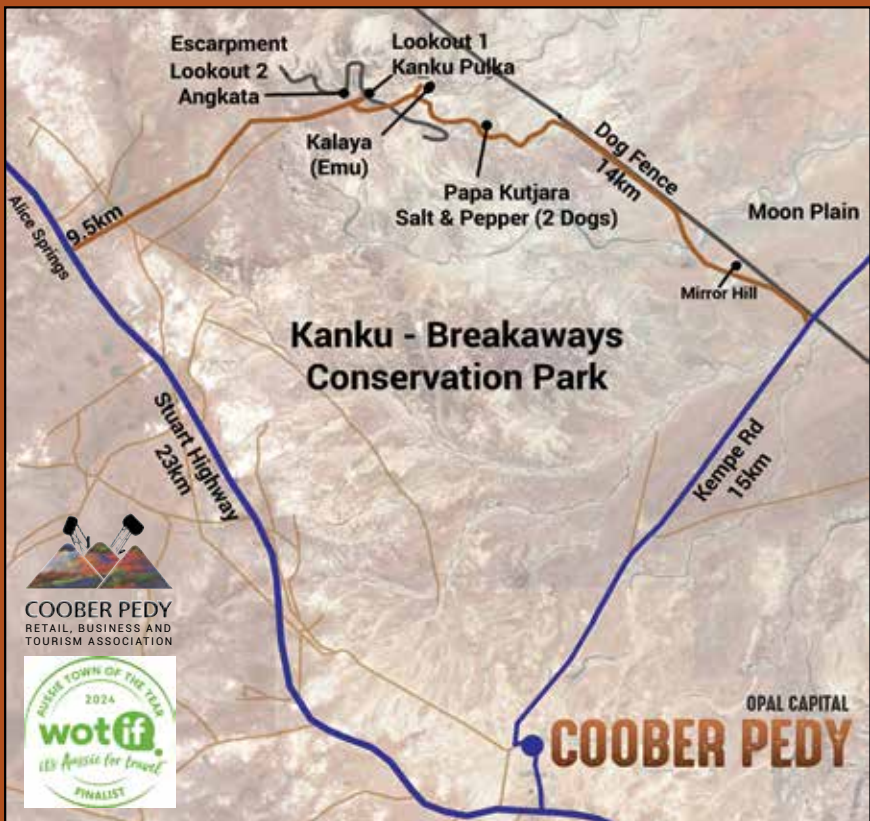 Escarpment
Lookout 2
Angkata
Lookout 1
Kanku Pulka
Kalaya
(Emu)
Papa Kutjara
Salt & Pepper (2 Dogs)
Dog Fence
14km
Moon Plain
Mirror Hill
Alice Springs
9.5km
Kanku - Breakaways
Conservation Park
Stuart Highway
23km
Kempe Rd
15km
COOBER PEDY
RETAIL, BUSINESS AND
TOURISM ASSOCIATION
AUSSIE TOWN OF THE YEAR
2024
wotif.
it's Aussie for travel
FINALIST
OPAL CAPITAL
COOBER PEDY